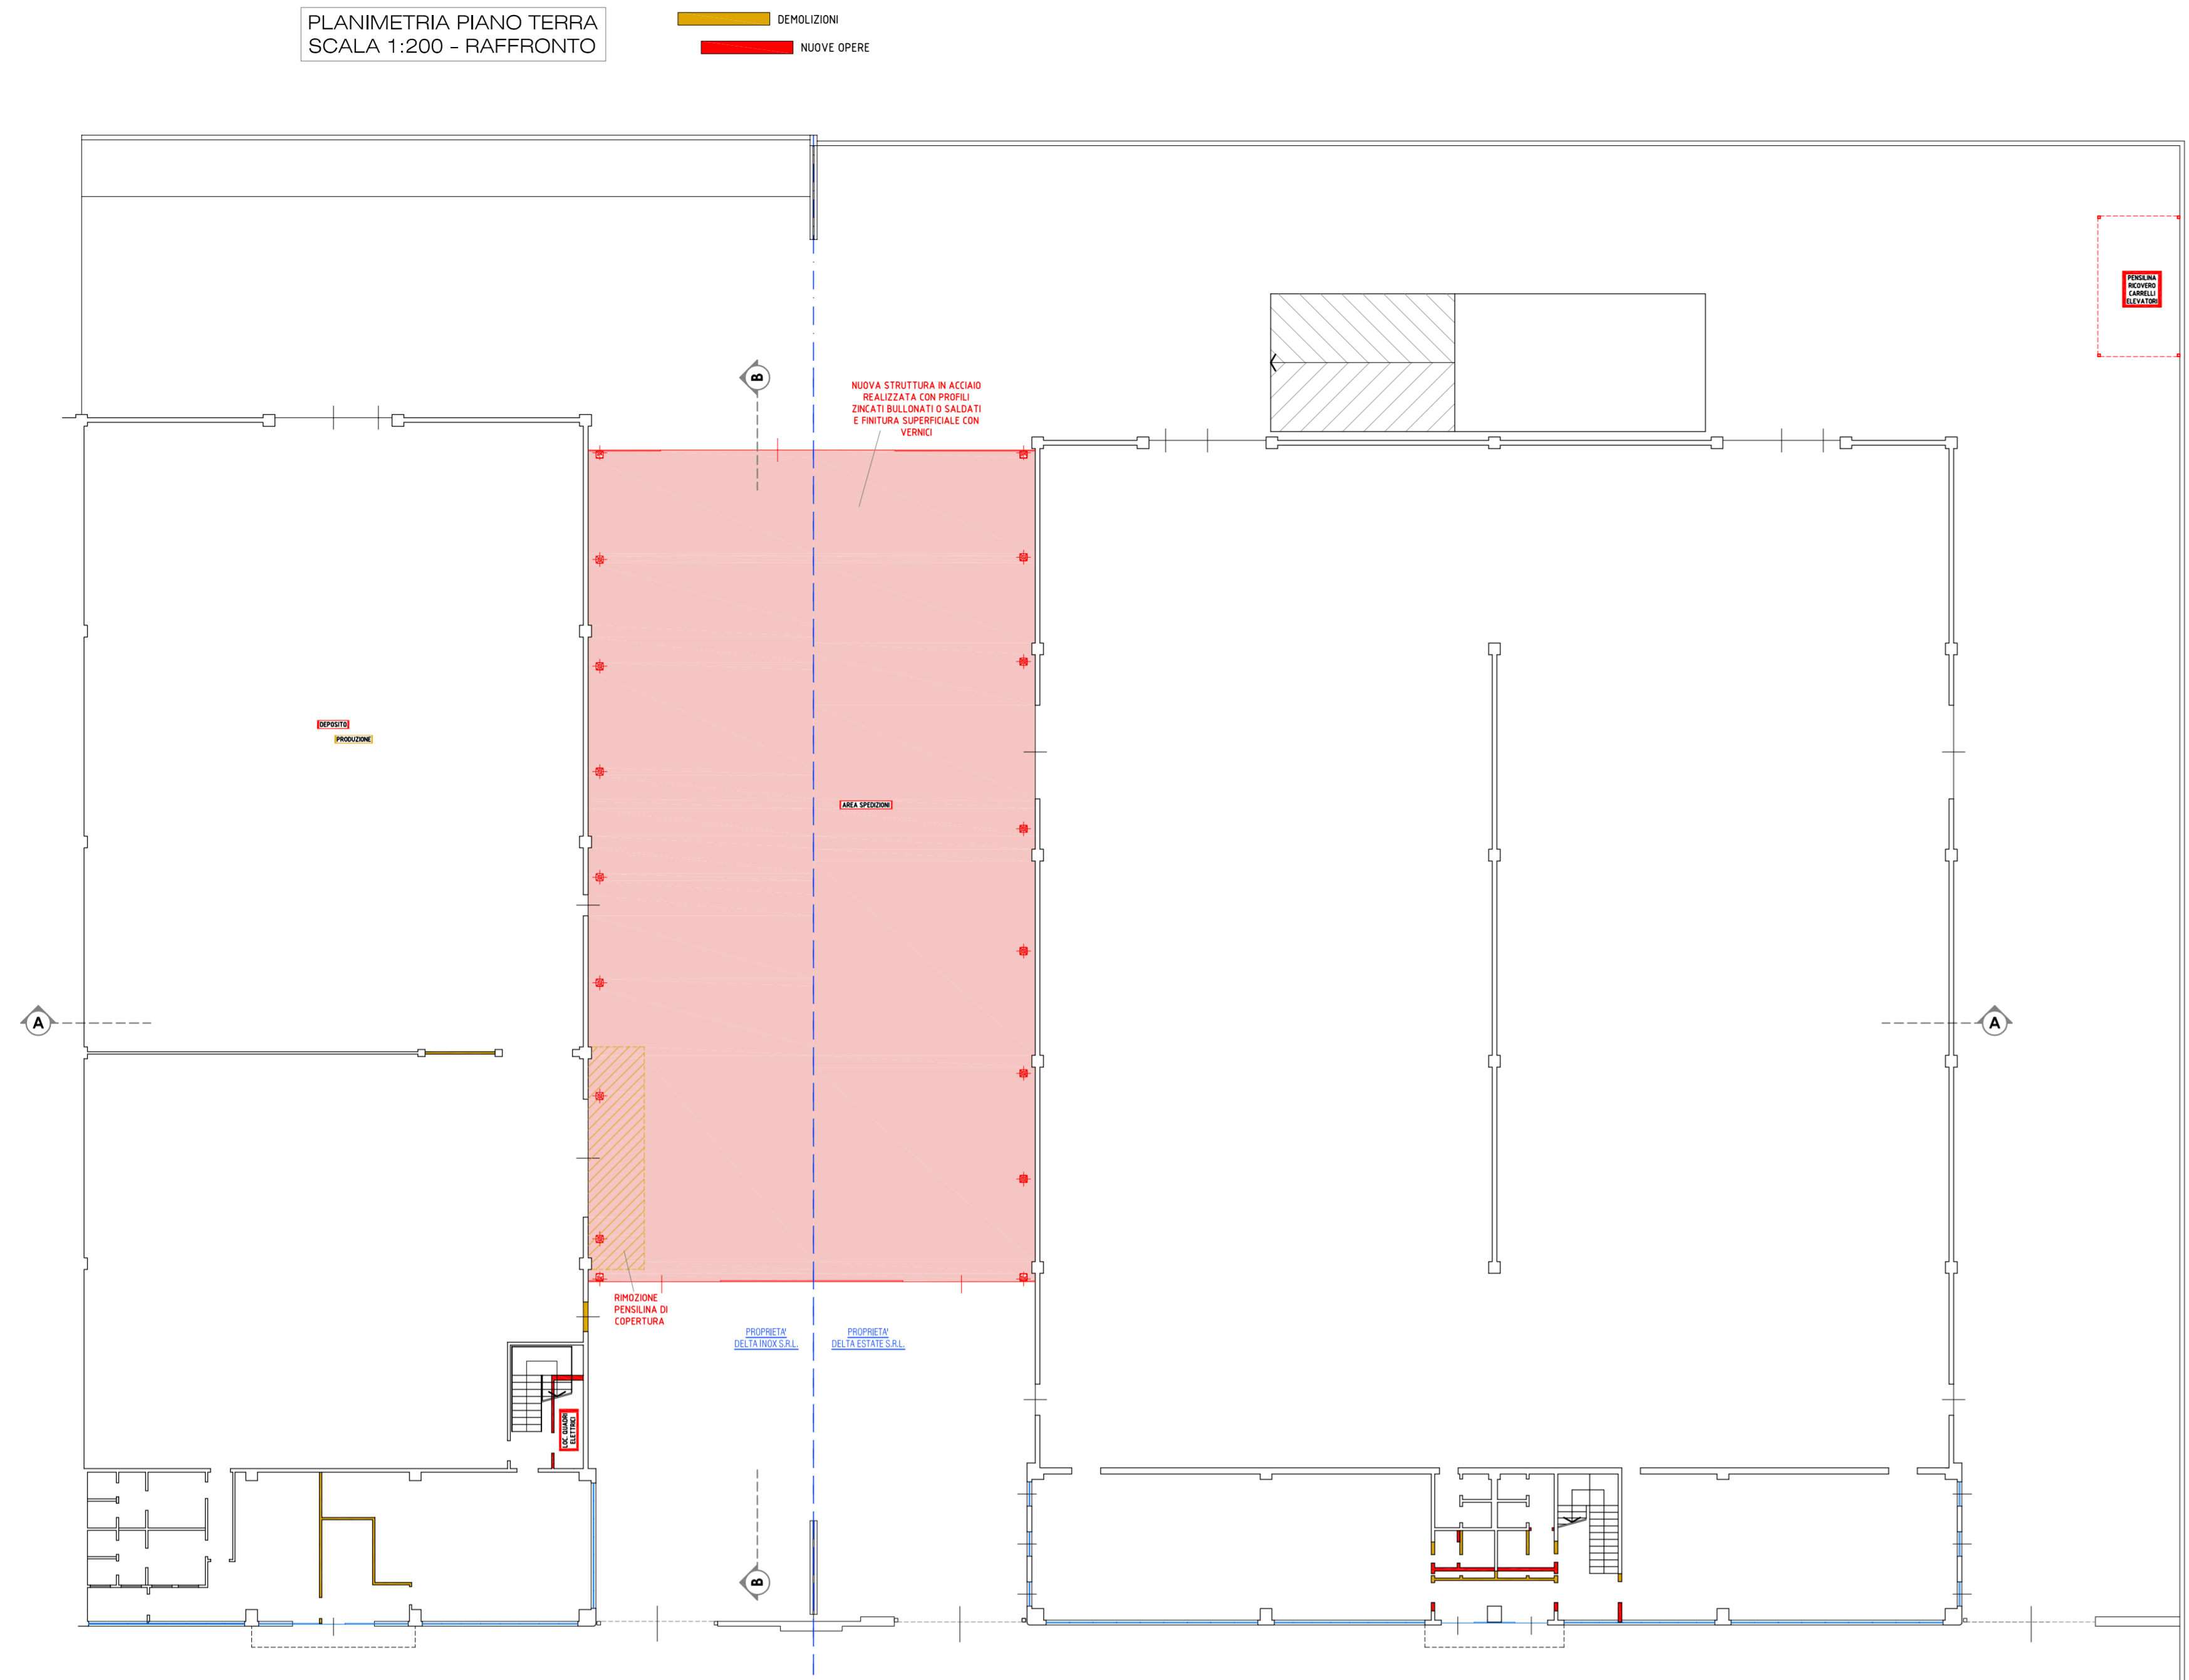 PLANIMETRIA PIANO TERRA
SCALA 1:200 - RAFFRONTO
DEMOLIZIONI
NUOVE OPERE
PENSILINA
RICOVERO
CARRELLI
ELEVATORI
B
NUOVA STRUTTURA IN ACCIAIO
REALIZZATA CON PROFILI
ZINCATI BULLONATI O SALDATI
E FINITURA SUPERFICIALE CON
VERNICI
DEPOSITO
PRODUZIONE
AREA SPEDIZIONI
A
A
RIMOZIONE
PENSILINA DI
COPERTURA
PROPRIETA'
DELTA INOX S.R.L.
PROPRIETA'
DELTA ESTATE S.R.L.
LOC. QUADRI
ELETTRICI
B